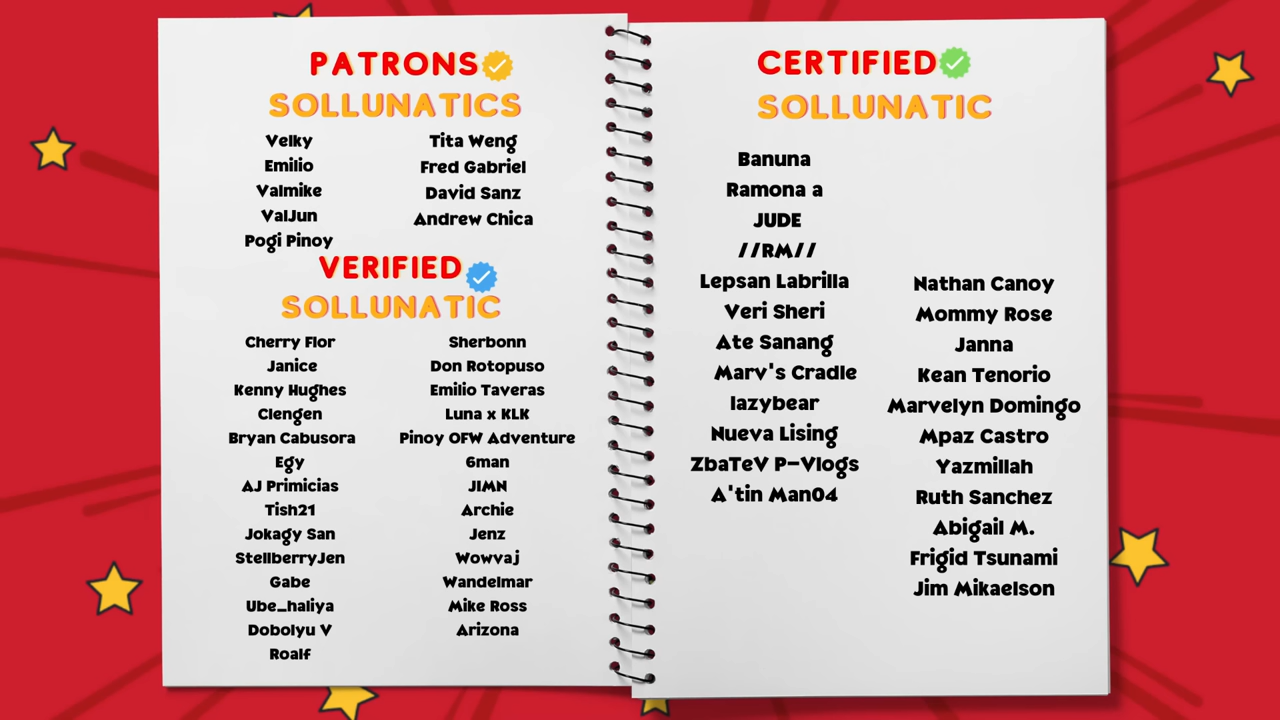 PATRONS
SOLLUNATICS
Velky
Emilio
Valmike
ValJun
Pogi Pinoy
Tita Weng
Fred Gabriel
David Sanz
Andrew Chica
VERIFIED
SOLLUNATIC
Cherry Flor
Janice
Kenny Hughes
Clengen
Bryan Cabusora
Egy
AJ Primicias
Tish21
Jokagy San
StellberryJen
Gabe
Ube_haliya
Dobolyu V
Roalf
Sherbonn
Don Rotopuso
Emilio Taveras
Luna x KLK
Pinoy OFW Adventure
6man
JIMN
Archie
Jenz
Wowvaj
Wandelmar
Mike Ross
Arizona
CERTIFIED
SOLLUNATIC
Banuna
Ramona a
JUDE
//RM//
Lepsan Labrilla
Veri Sheri
Ate Sanang
Marv's Cradle
lazybear
Nueva Lising
ZbaTeV P-Vlogs
A'tin Man04
Nathan Canoy
Mommy Rose
Janna
Kean Tenorio
Marvelyn Domingo
Mpaz Castro
Yazmillah
Ruth Sanchez
Abigail M.
Frigid Tsunami
Jim Mikaelson